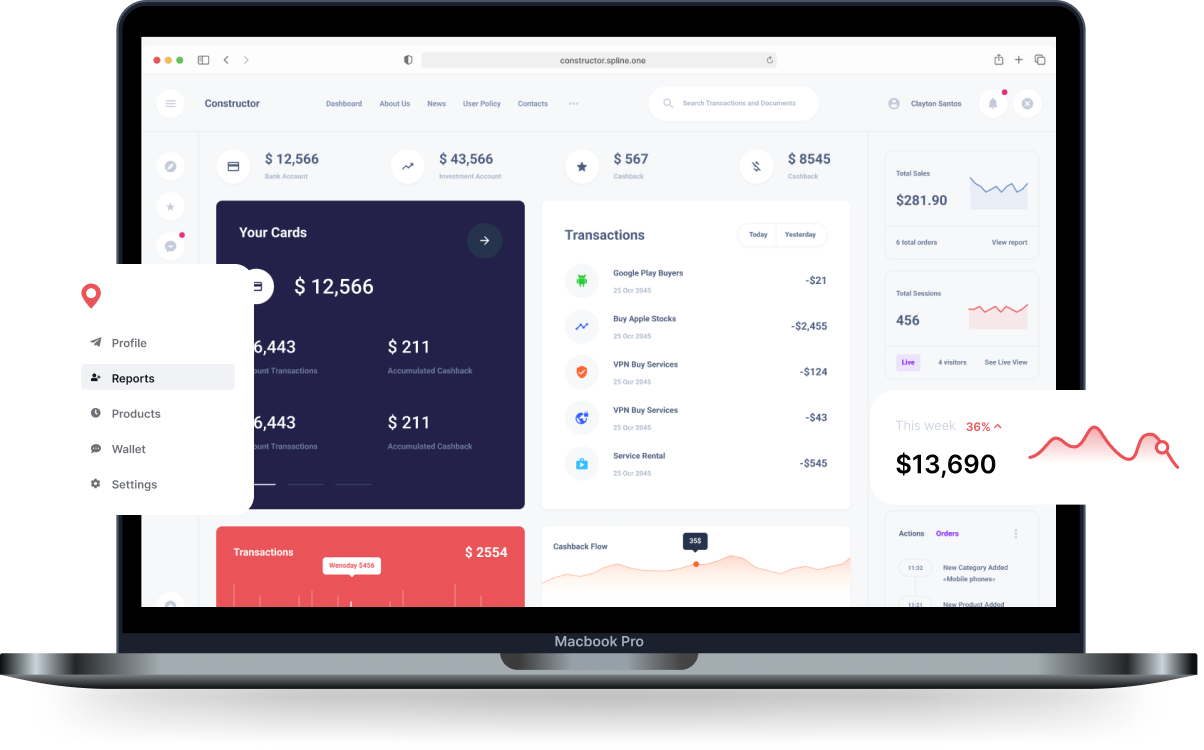 constructor.spline.one
Constructor
Dashboard
About Us
News
User Policy
Contacts
Search Transactions and Documents
Clayton Santos
$ 12,566
Bank Account
$ 43,566
Investment Account
$ 567
Cashback
$ 8545
Cashback
Your Cards
$ 12,566
6,443
ount Transactions
$ 211
Accumulated Cashback
6,443
ount Transactions
$ 211
Accumulated Cashback
Profile
Reports
Products
Wallet
Settings
Transactions
Today
Yesterday
Google Play Buyers
25 Ocr 2045
-$21
Buy Apple Stocks
25 Ocr 2045
-$2,455
VPN Buy Services
25 Ocr 2045
-$124
VPN Buy Services
25 Ocr 2045
-$43
Service Rental
25 Ocr 2045
-$545
Total Sales
$281.90
6 total orders
View report
Total Sessions
456
Live
4 visitors
See Live View
This week
36%
$13,690
Transactions
$ 2554
Wensday $456
Cashback Flow
35$
Actions
Orders
11:32
New Category Added
«Mobile phones»
11:21
New Product Added
Macbook Pro